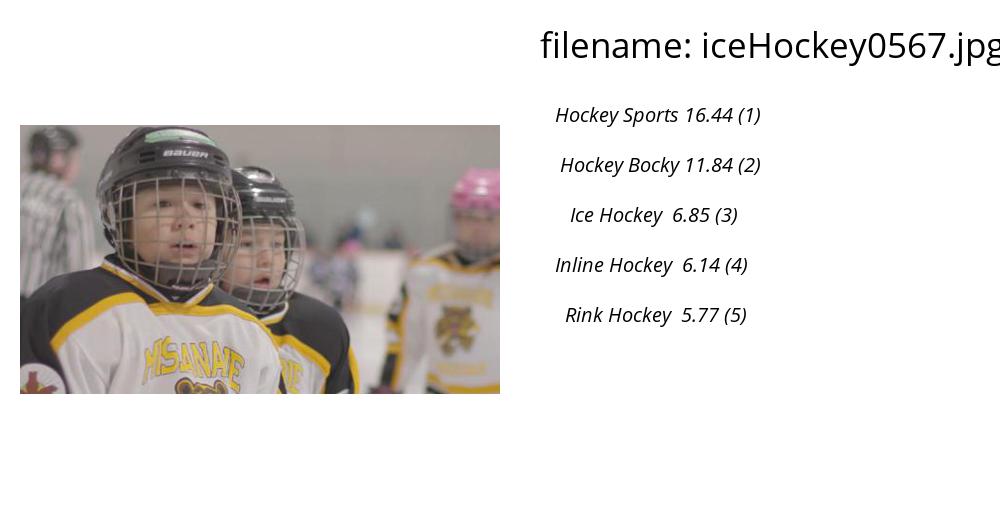 filename: iceHockey0567.jpg
Hockey Sports 16.44 (1)
Hockey Bocky 11.84 (2)
Ice Hockey 6.85 (3)
Inline Hockey 6.14 (4)
Rink Hockey 5.77 (5)
BAUER
MISANABE